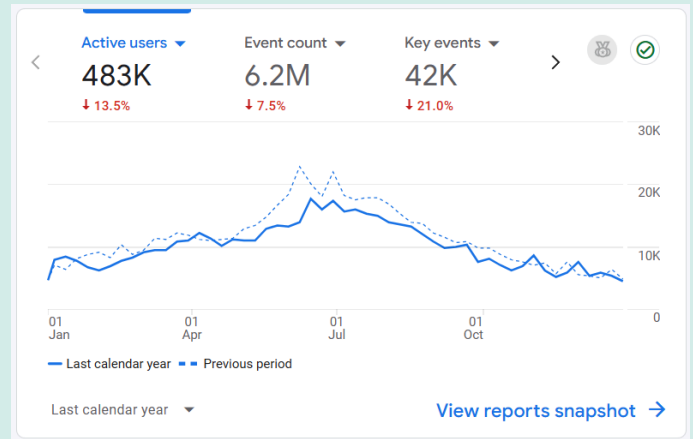 Active users Event count Key events
483K 6.2M 42K
↓ 13.5% ↓ 7.5% ↓ 21.0%
30K
20K
10K
0
01 01 01 01
Jan Apr Jul Oct
Last calendar year Previous period
Last calendar year View reports snapshot →